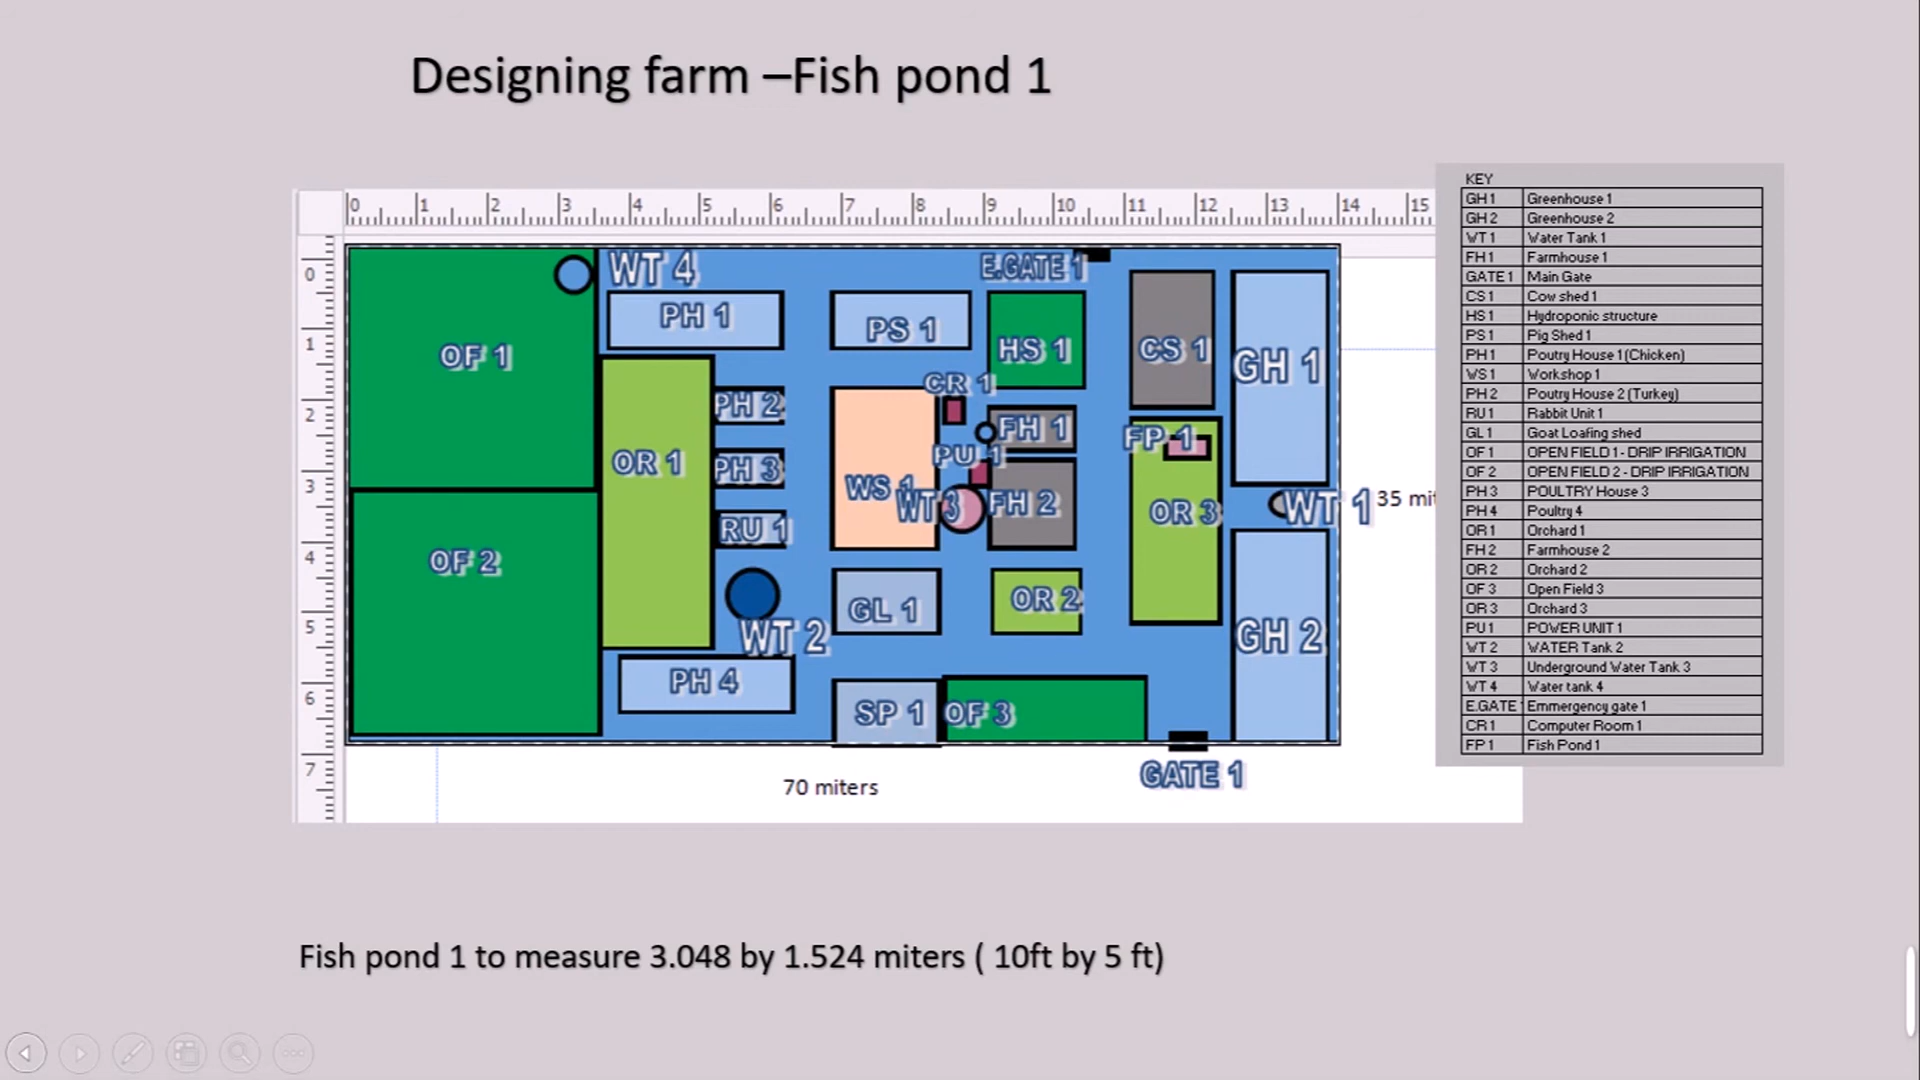 Designing farm –Fish pond 1
0 1 2 3 4 5 6 7 8 9 10 11 12 13 14 15
0
1
2
3
4
5
6
7
WT 4
E.GATE 1
PH 1
PS 1
HS 1
CS 1
GH 1
OF 1
CR 1
PH 2
FH 1
FP 1
PU 1
OR 1
PH 3
WS 1
WT 3
FH 2
OR 3
WT 1
35 mit
RU 1
OF 2
GL 1
OR 2
WT 2
GH 2
PH 4
SP 1
OF 3
GATE 1
70 miters
KEY
GH 1 Greenhouse 1
GH 2 Greenhouse 2
WT 1 Water Tank 1
FH 1 Farmhouse 1
GATE 1 Main Gate
CS 1 Cow shed 1
HS 1 Hydroponic structure
PS 1 Pig Shed 1
PH 1 Poutry House 1(Chicken)
WS 1 Workshop 1
PH 2 Poutry House 2 (Turkey)
RU 1 Rabbit Unit 1
GL 1 Goat Loafing shed
OF 1 OPEN FIELD 1- DRIP IRRIGATION
OF 2 OPEN FIELD 2 - DRIP IRRIGATION
PH 3 POULTRY House 3
PH 4 Poultry 4
OR 1 Orchard 1
FH 2 Farmhouse 2
OR 2 Orchard 2
OF 3 Open Field 3
OR 3 Orchard 3
PU 1 POWER UNIT 1
WT 2 WATER Tank 2
WT 3 Underground Water Tank 3
WT 4 Water tank 4
E.GATE Emmergency gate 1
CR 1 Computer Room 1
FP 1 Fish Pond 1
Fish pond 1 to measure 3.048 by 1.524 miters ( 10ft by 5 ft)